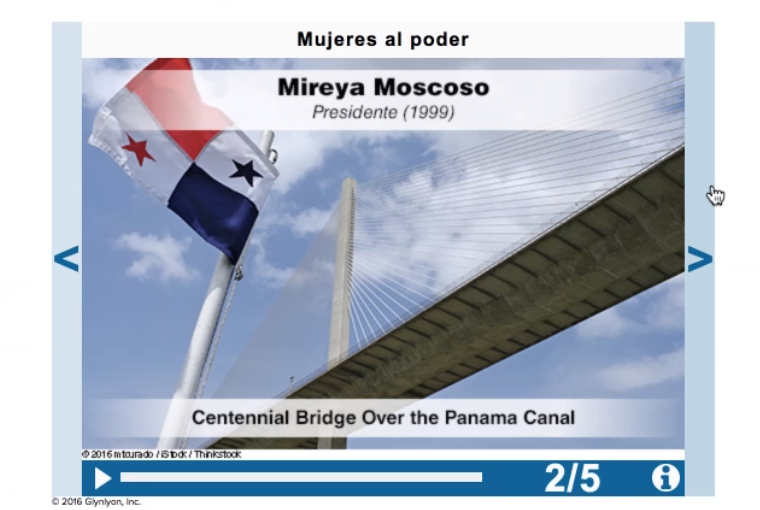 Mujeres al poder
Mireya Moscoso
Presidente (1999)
<
>
Centennial Bridge Over the Panama Canal
© 2016 mtcurado / iStock / Thinkstock
2/5
© 2016 Glynlyon, Inc.